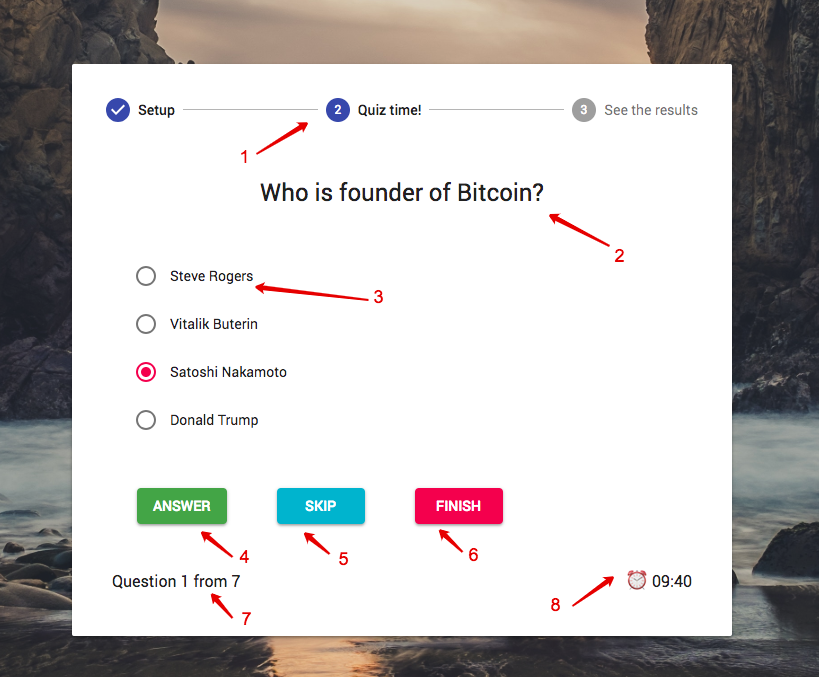 Setup 2 Quiz time! 3 See the results
1
Who is founder of Bitcoin?
2
Steve Rogers
3
Vitalik Buterin
Satoshi Nakamoto
Donald Trump
ANSWER SKIP FINISH
4 5 6
Question 1 from 7 09:40
7 8